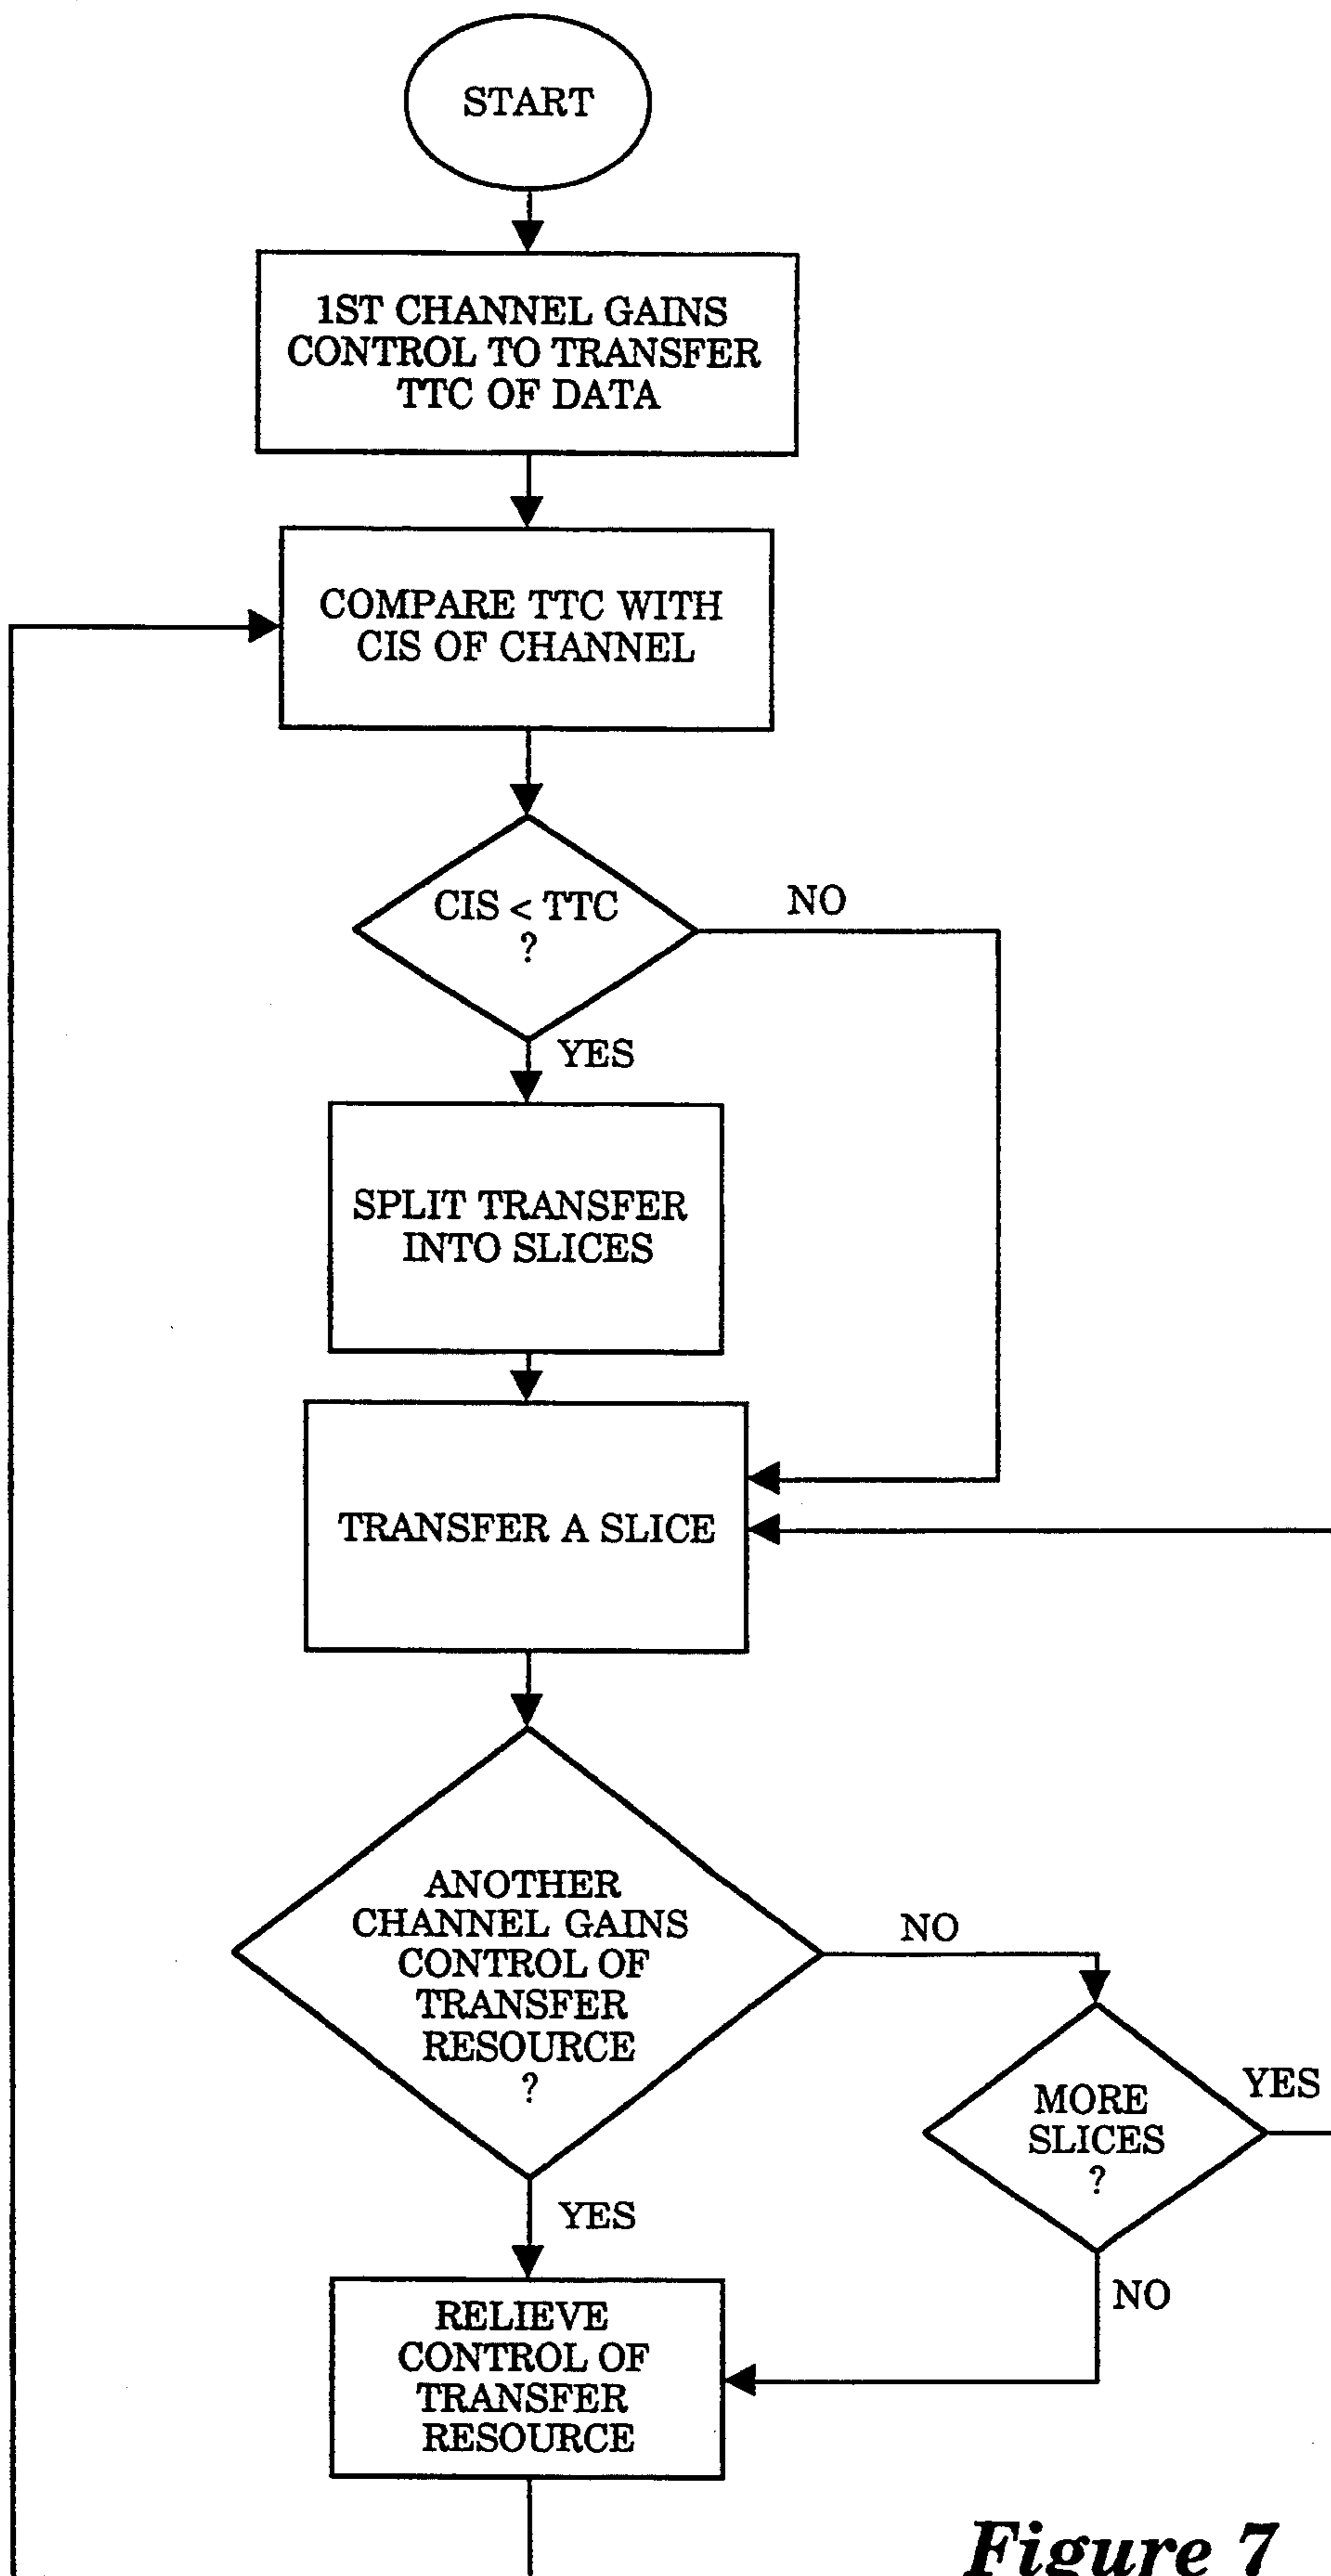 START
1ST CHANNEL GAINS
CONTROL TO TRANSFER
TTC OF DATA
COMPARE TTC WITH
CIS OF CHANNEL
CIS < TTC
?
NO
YES
SPLIT TRANSFER
INTO SLICES
TRANSFER A SLICE
ANOTHER
CHANNEL GAINS
CONTROL OF
TRANSFER
RESOURCE
?
NO
MORE
SLICES
?
YES
YES
NO
RELIEVE
CONTROL OF
TRANSFER
RESOURCE
Figure 7